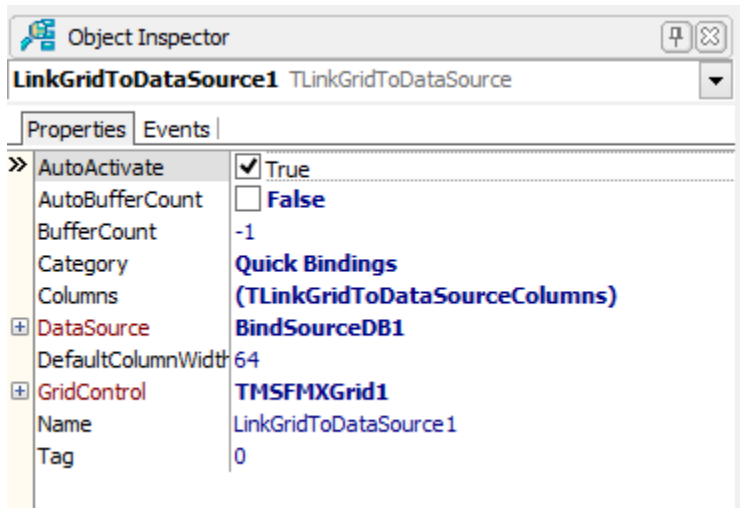 Object Inspector
LinkGridToDataSource1 TLinkGridToDataSource
Properties Events
AutoActivate True
AutoBufferCount False
BufferCount -1
Category Quick Bindings
Columns (TLinkGridToDataSourceColumns)
DataSource BindSourceDB1
DefaultColumnWidth 64
GridControl TMSFMXGrid1
Name LinkGridToDataSource1
Tag 0